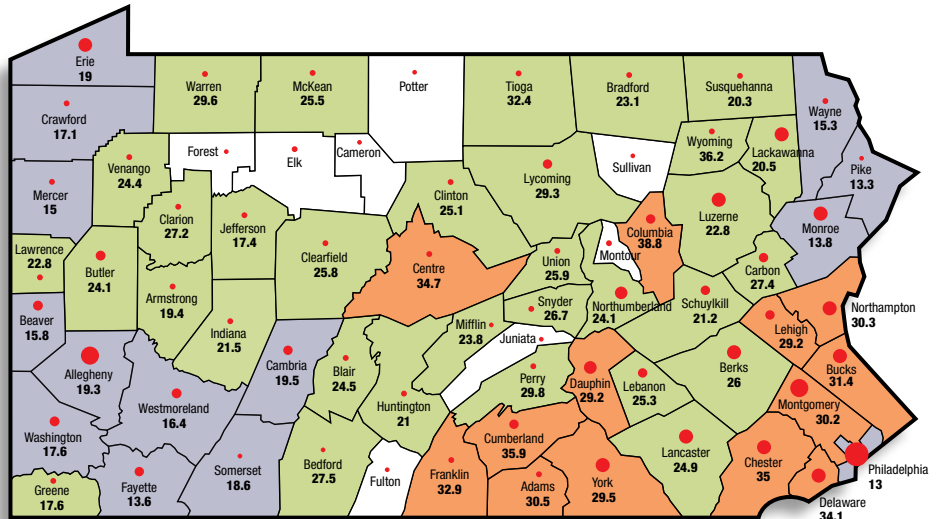 Erie
19
Crawford
17.1
Mercer
15
Lawrence
22.8
Beaver
15.8
Allegheny
19.3
Washington
17.6
Greene
17.6
Fayette
13.6
Westmoreland
16.4
Somerset
18.6
Cambria
19.5
Warren
29.6
McKean
25.5
Potter
Tioga
32.4
Bradford
23.1
Susquehanna
20.3
Wayne
15.3
Pike
13.3
Monroe
13.8
Wyoming
36.2
Lackawanna
20.5
Luzerne
22.8
Sullivan
Lycoming
29.3
Clinton
25.1
Cameron
Elk
Forest
Venango
24.4
Clarion
27.2
Jefferson
17.4
Butler
24.1
Armstrong
19.4
Indiana
21.5
Clearfield
25.8
Centre
34.7
Union
25.9
Snyder
26.7
Montour
Columbia
38.8
Northumberland
24.1
Schuylkill
21.2
Carbon
27.4
Northampton
30.3
Lehigh
29.2
Bucks
31.4
Montgomery
30.2
Philadelphia
13
Delaware
34.1
Chester
35
Berks
26
Lebanon
25.3
Lancaster
24.9
Dauphin
29.2
Perry
29.8
Juniata
Mifflin
23.8
Huntington
21
Blair
24.5
Bedford
27.5
Fulton
Franklin
32.9
Cumberland
35.9
Adams
30.5
York
29.5